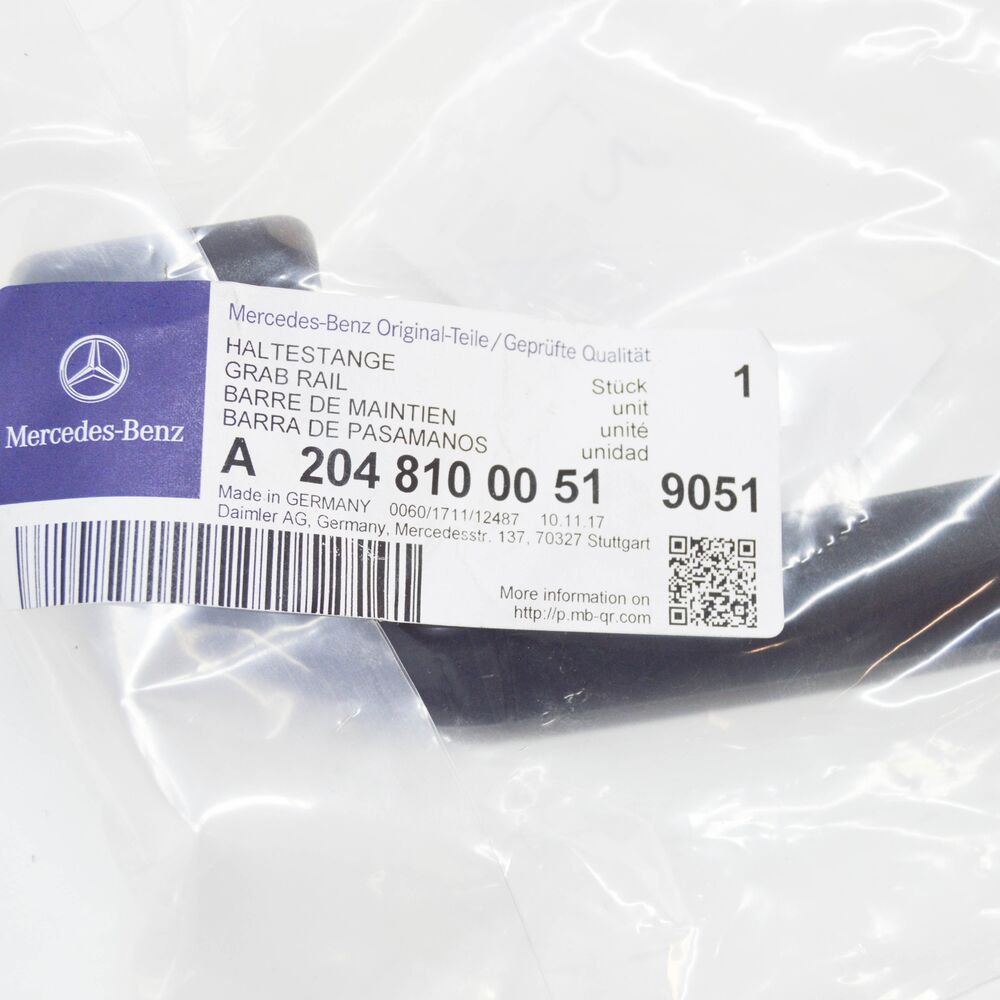 Mercedes-Benz
Mercedes-Benz Original-Teile/Geprüfte Qualität
HALTESTANGE
GRAB RAIL
BARRE DE MAINTIEN
BARRA DE PASAMANOS
Stück 1
unit
unité
unidad
A 204 810 00 51 9051
Made in GERMANY 0060/1711/12487 10.11.17
Daimler AG, Germany, Mercedesstr. 137, 70327 Stuttgart
More information on
http://p.mb-qr.com